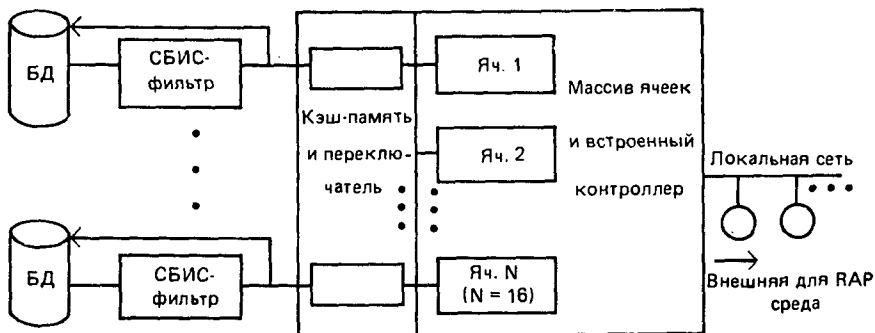 БД
СБИС-
фильтр
Яч. 1
Массив ячеек
Кэш-память
и переклю-
чатель
Яч. 2
и встроенный
контроллер
Локальная сеть
БД
СБИС-
фильтр
Яч. N
(N = 16)
Внешняя для RAP
среда